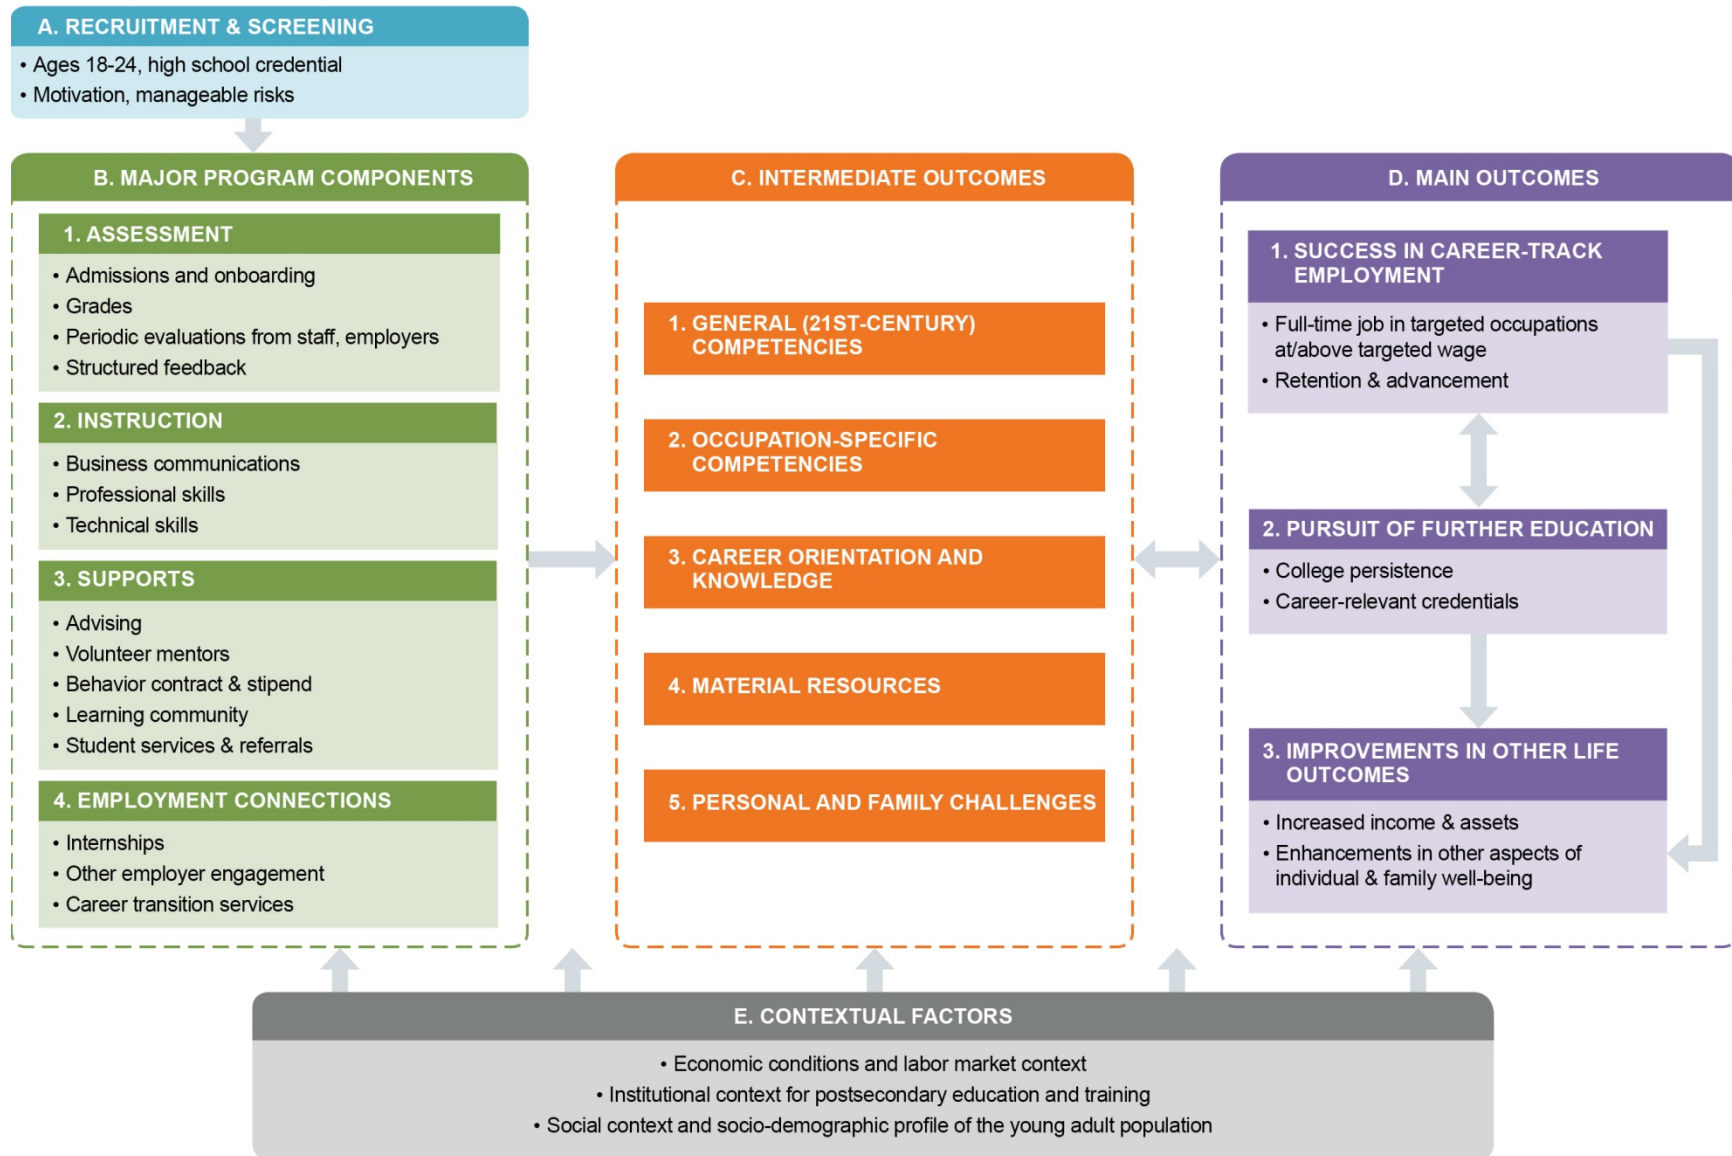 A. RECRUITMENT & SCREENING
• Ages 18-24, high school credential
• Motivation, manageable risks
B. MAJOR PROGRAM COMPONENTS
1. ASSESSMENT
• Admissions and onboarding
• Grades
• Periodic evaluations from staff, employers
• Structured feedback
2. INSTRUCTION
• Business communications
• Professional skills
• Technical skills
3. SUPPORTS
• Advising
• Volunteer mentors
• Behavior contract & stipend
• Learning community
• Student services & referrals
4. EMPLOYMENT CONNECTIONS
• Internships
• Other employer engagement
• Career transition services
C. INTERMEDIATE OUTCOMES
1. GENERAL (21ST-CENTURY)
COMPETENCIES
2. OCCUPATION-SPECIFIC
COMPETENCIES
3. CAREER ORIENTATION AND
KNOWLEDGE
4. MATERIAL RESOURCES
5. PERSONAL AND FAMILY CHALLENGES
D. MAIN OUTCOMES
1. SUCCESS IN CAREER-TRACK
EMPLOYMENT
• Full-time job in targeted occupations
at/above targeted wage
• Retention & advancement
2. PURSUIT OF FURTHER EDUCATION
• College persistence
• Career-relevant credentials
3. IMPROVEMENTS IN OTHER LIFE
OUTCOMES
• Increased income & assets
• Enhancements in other aspects of
individual & family well-being
E. CONTEXTUAL FACTORS
• Economic conditions and labor market context
• Institutional context for postsecondary education and training
• Social context and socio-demographic profile of the young adult population